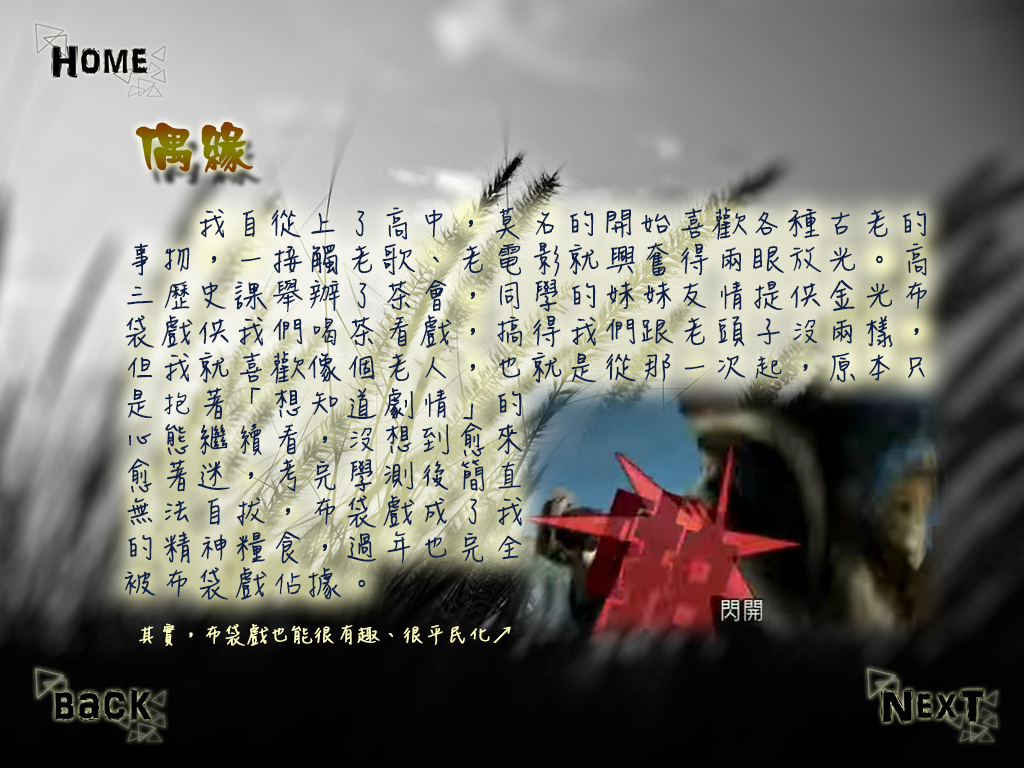 HOME
偶緣
我自從上了高中，莫名的開始喜歡各種古老的
事物，一接觸老歌、老電影就興奮得兩眼放光。高
三歷史課舉辦了茶會，同學的妹妹友情提供金光布
袋戲供我們喝茶看戲，搞得我們跟老頭子沒兩樣，
但我就喜歡像個老人，也就是從那一次起，原本只
是抱著「想知道劇情」的
心態繼續看，沒想到愈來
愈著迷，考完學測後簡直
無法自拔，布袋戲成了我
的精神糧食，過年也完全
被布袋戲佔據。
閃開
其實，布袋戲也能很有趣、很平民化↗
BACK
NEXT